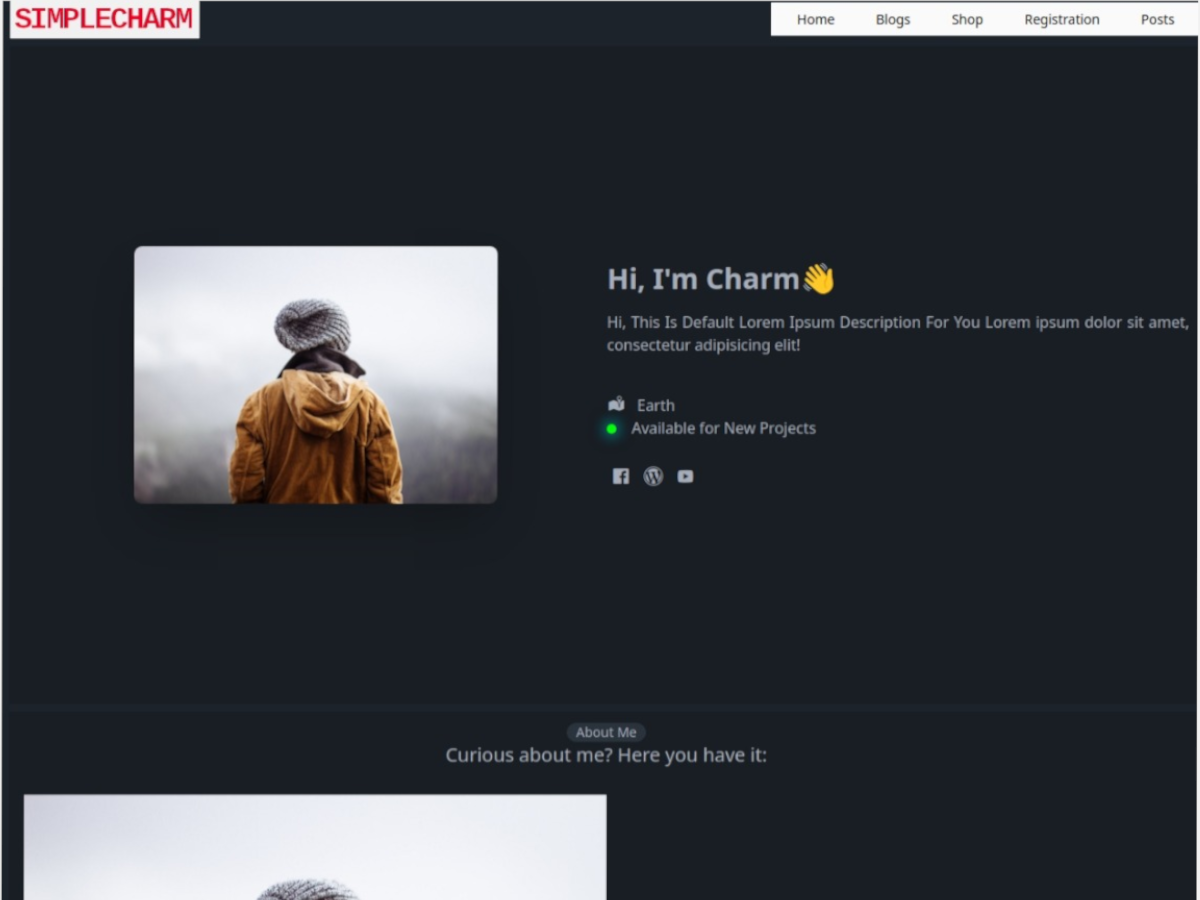 SIMPLECHARM
Home Blogs Shop Registration Posts
Hi, I'm Charm👋
Hi, This Is Default Lorem Ipsum Description For You Lorem ipsum dolor sit amet,
consectetur adipisicing elit!
Earth
Available for New Projects
About Me
Curious about me? Here you have it: